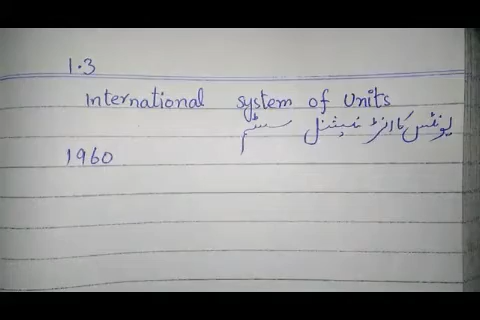 1.3
International system of Units
یونٹس کا انٹرنیشنل سسٹم
1960